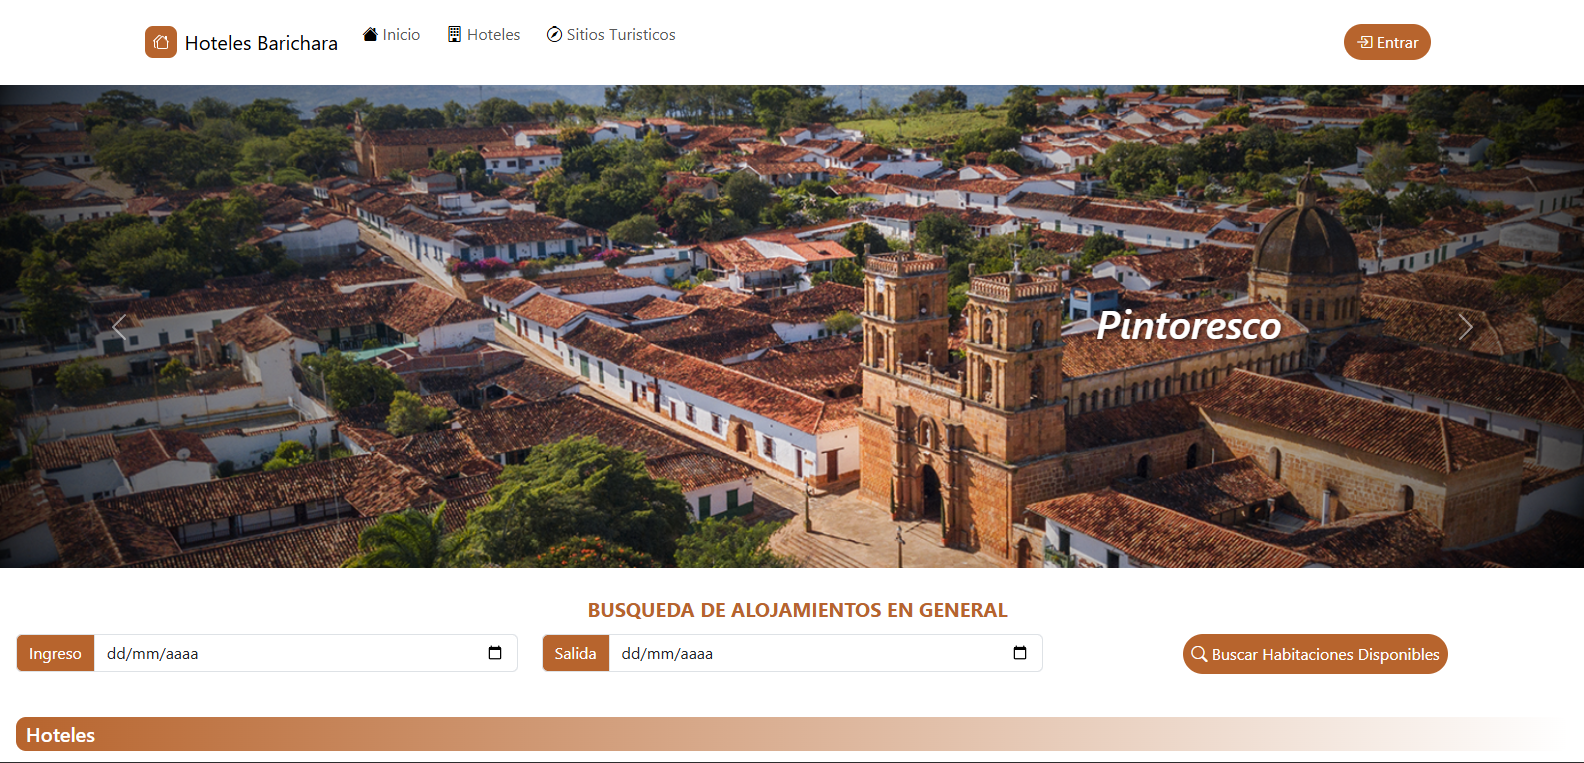 Hoteles Barichara
Inicio
Hoteles
Sitios Turisticos
Entrar
Pintoresco
BUSQUEDA DE ALOJAMIENTOS EN GENERAL
Ingreso dd/mm/aaaa
Salida dd/mm/aaaa
Buscar Habitaciones Disponibles
Hoteles